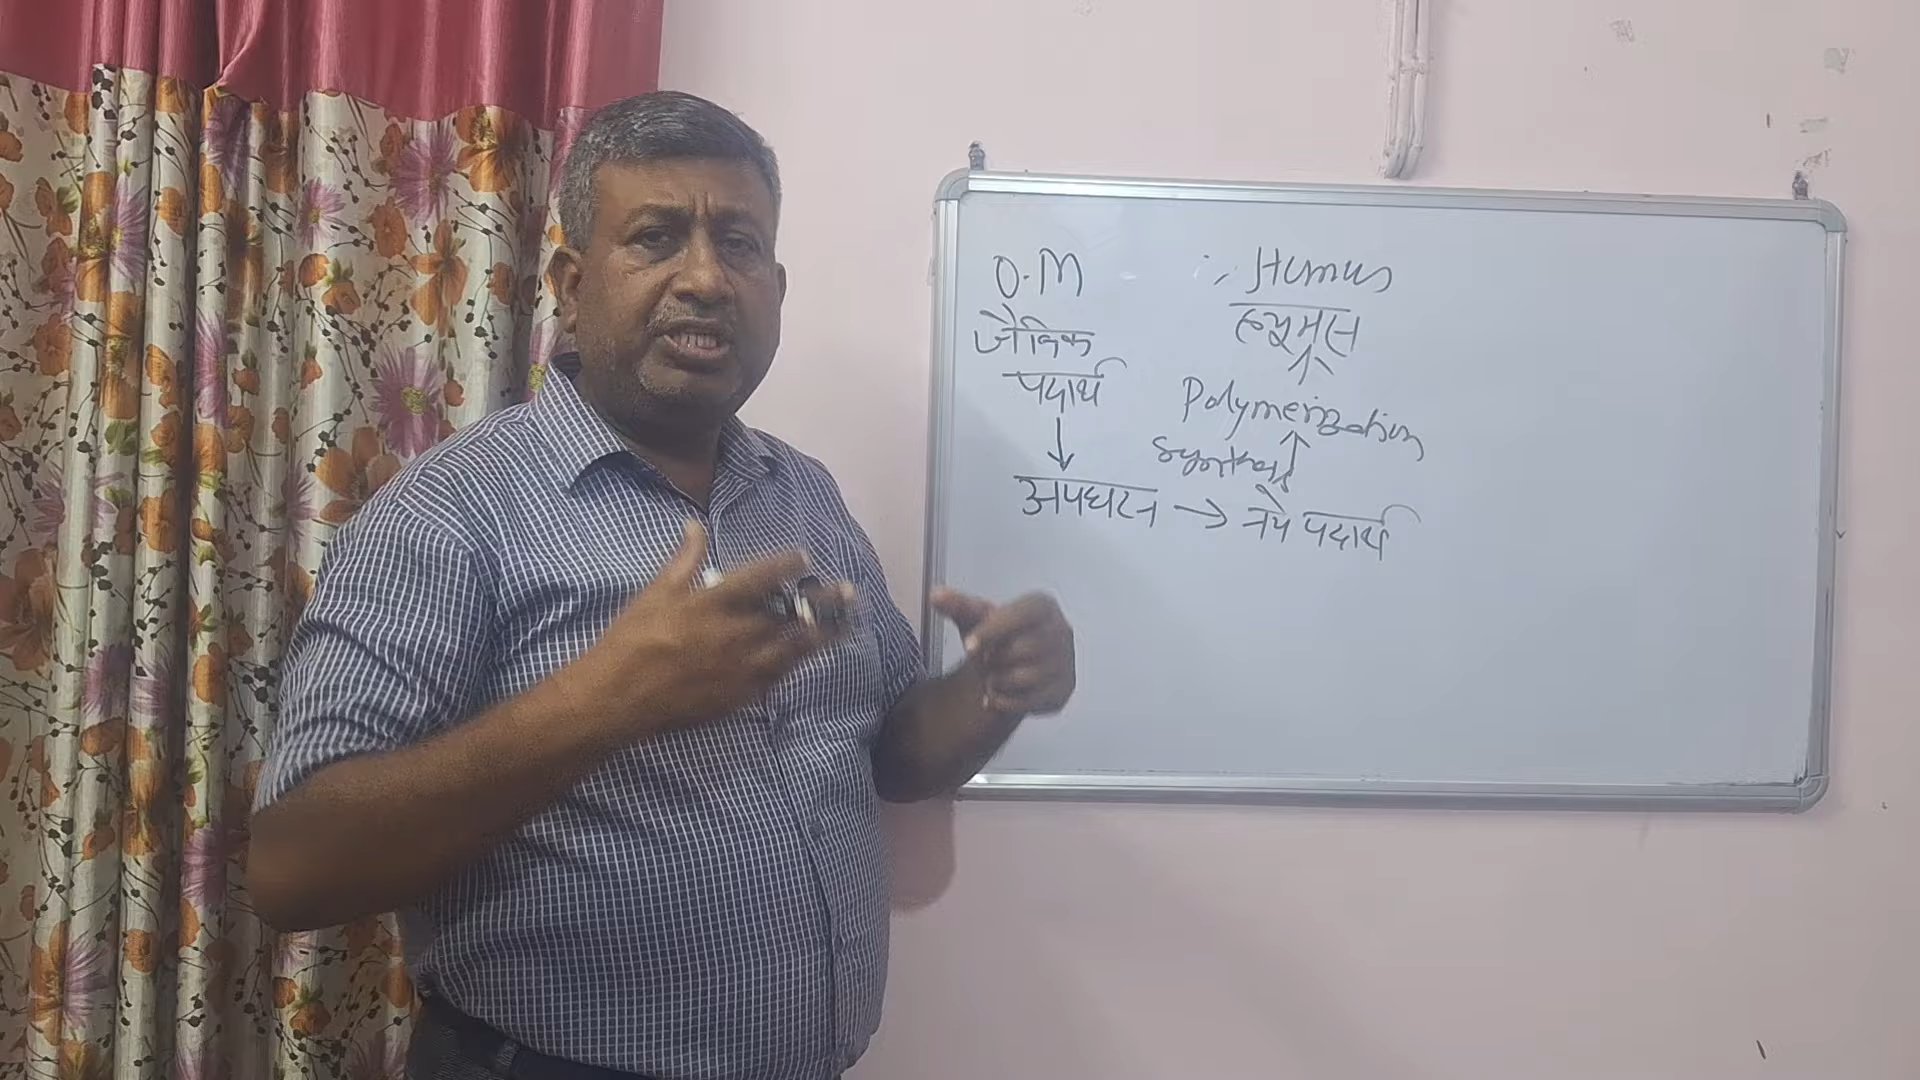 O.M
जैविक
पदार्थ
↓
अपघटन → नये पदार्थ
Synthesis ↑
Polymerization
↑
ह्यूमस
Humus